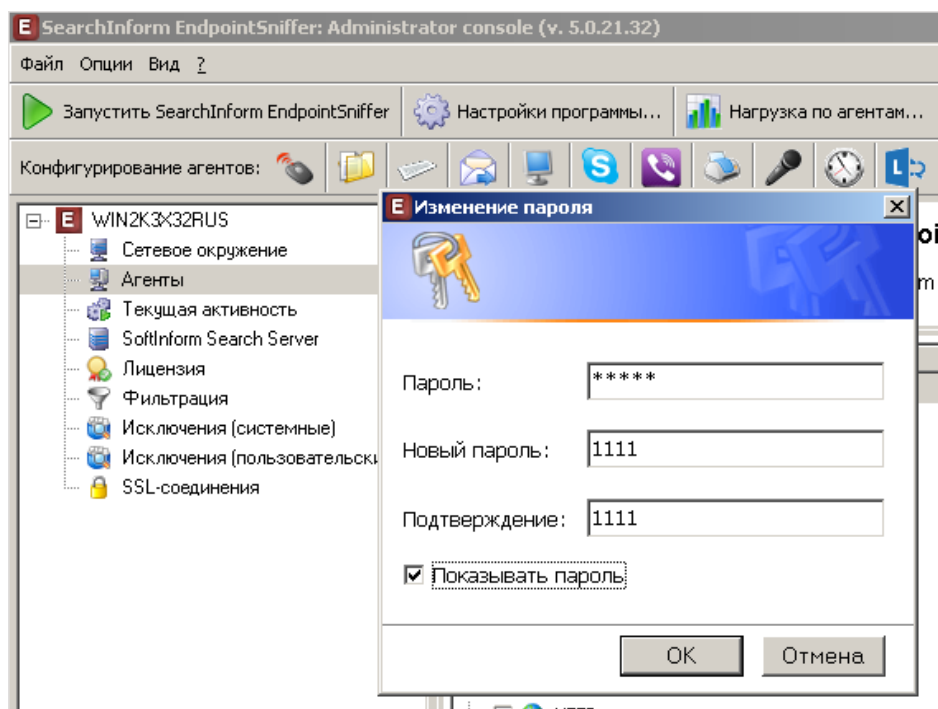 SearchInform EndpointSniffer: Administrator console (v. 5.0.21.32)
Файл Опции Вид ?
Запустить SearchInform EndpointSniffer Настройки программы... Нагрузка по агентам...
Конфигурирование агентов:
WIN2K3X32RUS
Сетевое окружение
Агенты
Текущая активность
SoftInform Search Server
Лицензия
Фильтрация
Исключения (системные)
Исключения (пользовательски
SSL-соединения
Изменение пароля
Пароль: *****
Новый пароль: 1111
Подтверждение: 1111
Показывать пароль
OK Отмена